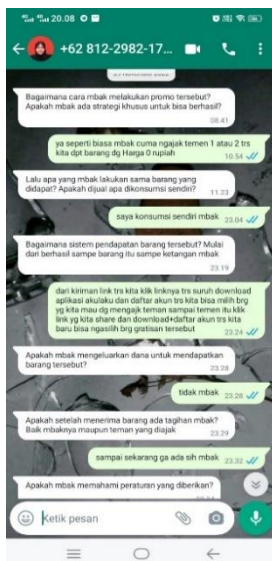 20.08
+62 812-2982-17...
Bagaimana cara mbak melakukan promo tersebut?
Apakah mbak ada strategi khusus untuk bisa berhasil?
08.41
ya seperti biasa mbak cuma ngajak temen 1 atau 2 trs
kita dpt barang dg Harga 0 rupiah
10.54
Lalu apa yang mbak lakukan sama barang yang
didapat? Apakah dijual apa dikonsumsi sendiri?
11.23
saya konsumsi sendiri mbak
23.04
Bagaimana sistem pendapatan barang tersebut? Mulai
dari berhasil sampe barang itu sampe ketangan mbak
23.19
dari kiriman link trs kita klik linknya trs suruh download
aplikasi akulaku dan daftar akun trs kita bisa milih brg
yg kita mau dg mengajk teman sampai temen itu klik
link yg kita share dan download+daftar akun trs kita
baru bisa ngasilih brg gratisan tersebut
23.24
Apakah mbak mengeluarkan dana untuk mendapatkan
barang tersebut?
23.28
tidak mbak
23.28
Apakah setelah menerima barang ada tagihan mbak?
Baik mbaknya maupun teman yang diajak
23.29
sampai sekarang ga ada sih mbak
23.32
Apakah mbak memahami peraturan yang diberikan?
Ketik pesan